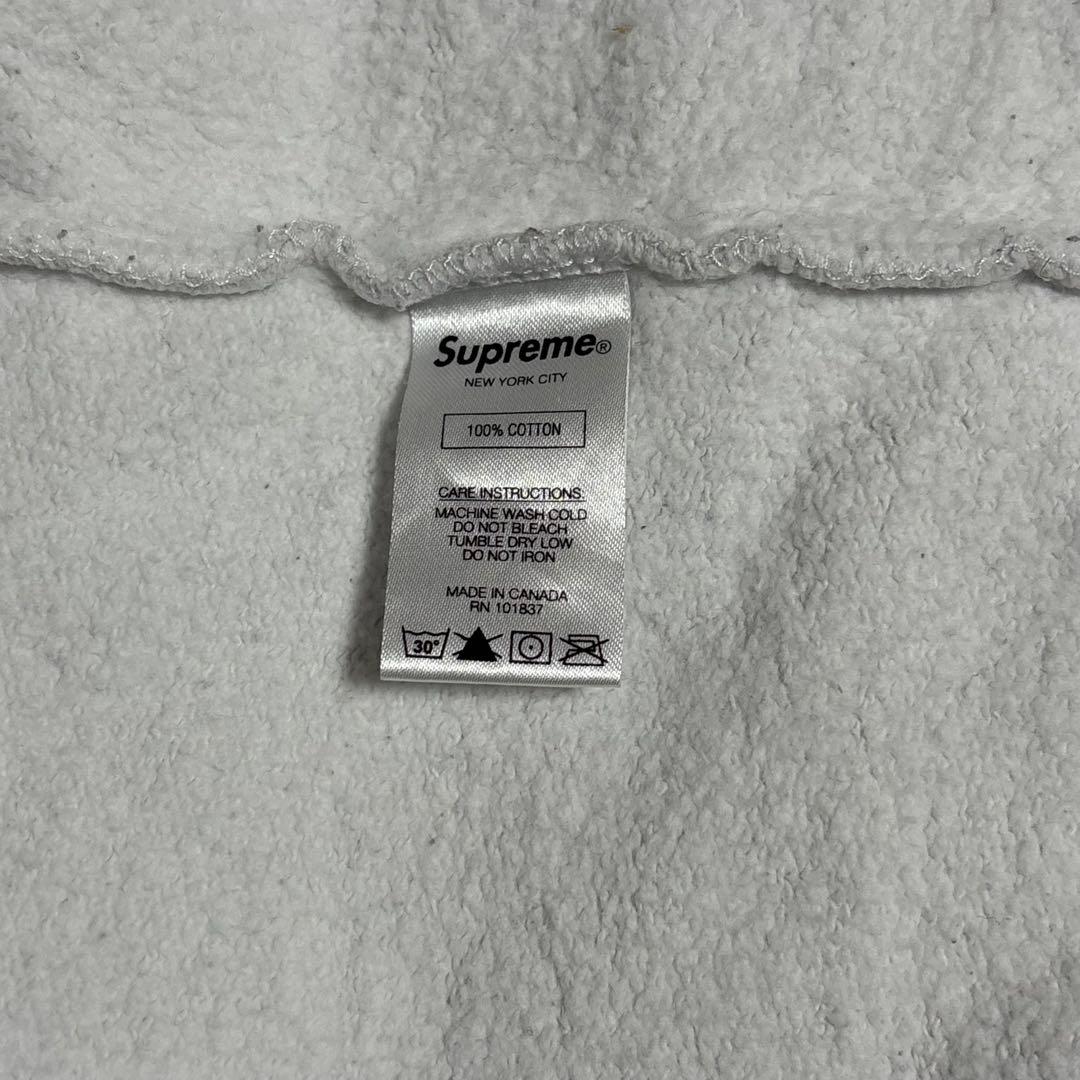 Supreme®
NEW YORK CITY
100% COTTON
CARE INSTRUCTIONS:
MACHINE WASH COLD
DO NOT BLEACH
TUMBLE DRY LOW
DO NOT IRON
MADE IN CANADA
RN 101837
30°